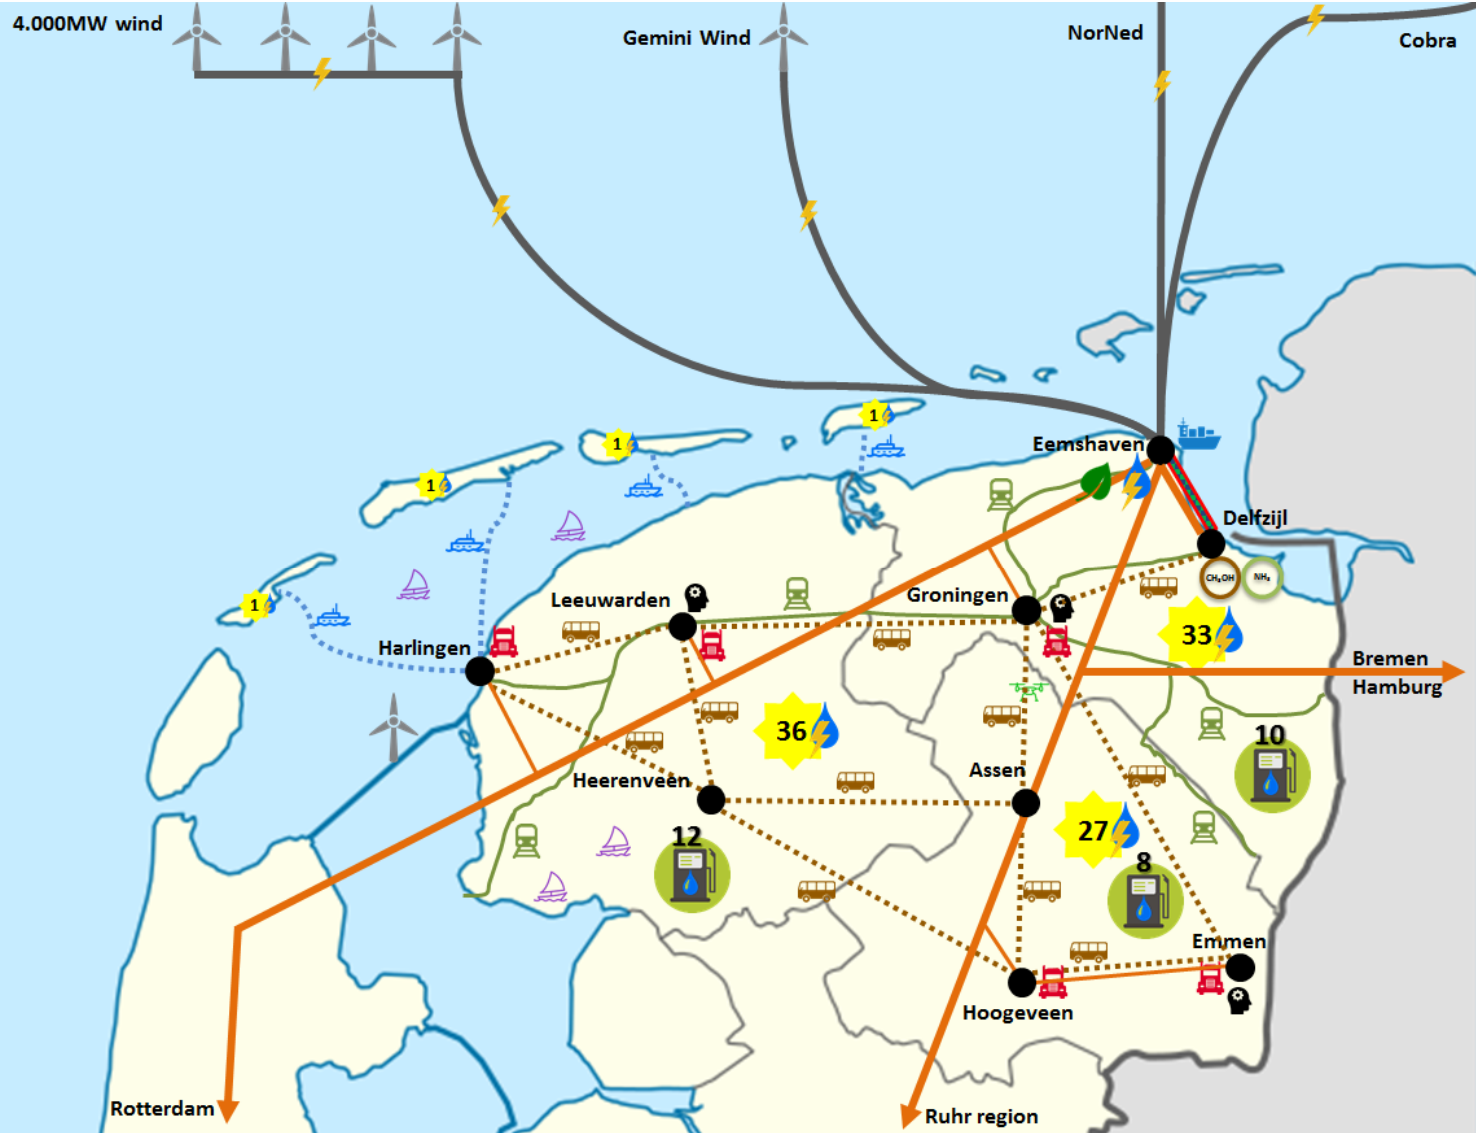 4.000MW wind
Gemini Wind
NorNed
Cobra
1
1
1
1
Eemshaven
Delfzijl
CH₃OH
NH₃
Leeuwarden
Groningen
33
Harlingen
Bremen
Hamburg
36
10
Heerenveen
Assen
12
27
8
Emmen
Hoogeveen
Rotterdam
Ruhr region